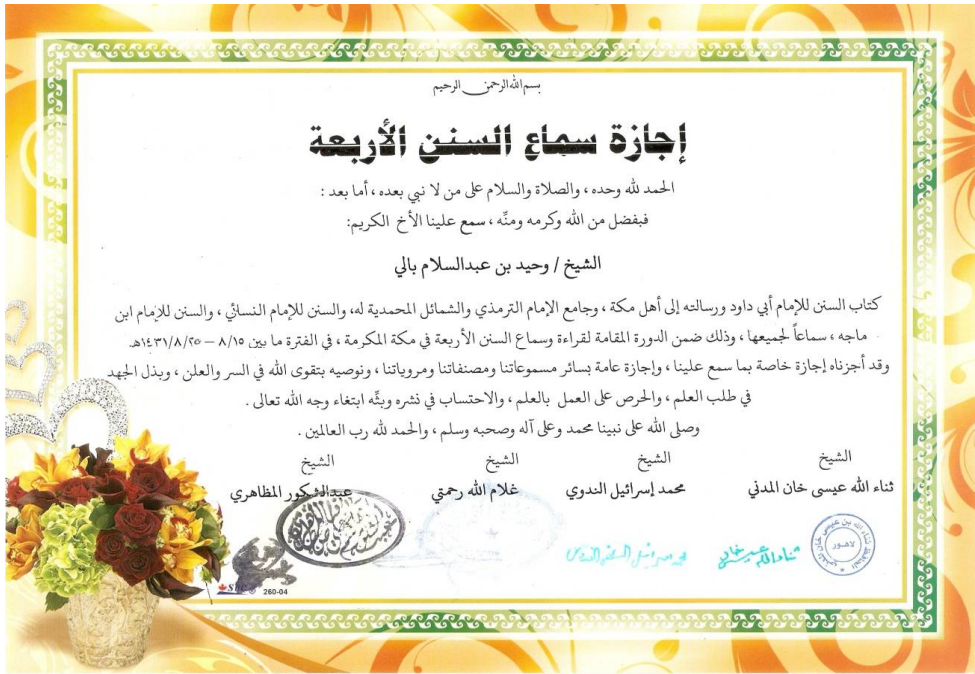 بسم الله الرحمن الرحيم
إجازة سماع السنن الأربعة
الحمد لله وحده ، والصلاة والسلام على من لا نبي بعده ، أما بعد :
فبفضل من الله وكرمه ومنِّه ، سمع علينا الأخ الكريم:
الشيخ / وحيد بن عبدالسلام بالي
كتاب السنن للإمام أبي داود ورسالته إلى أهل مكة ، وجامع الإمام الترمذي والشمائل المحمدية له، والسنن للإمام النسائي ، والسنن للإمام ابن
ماجه ، سماعاً لجميعها ، وذلك ضمن الدورة المقامة لقراءة وسماع السنن الأربعة في مكة المكرمة ، في الفترة ما بين ٨/١٥ – ١٤٣١/٨/٢٥هـ
وقد أجزناه إجازة خاصة بما سمع علينا ، وإجازة عامة بسائر مسموعاتنا ومصنفاتنا ومروياتنا ، ونوصيه بتقوى الله في السر والعلن ، وبذل الجهد
في طلب العلم ، والحرص على العمل بالعلم ، والاحتساب في نشره وبثِّه ابتغاء وجه الله تعالى .
وصلى الله على نبينا محمد وعلى آله وصحبه وسلم ، والحمد لله رب العالمين .
الشيخ الشيخ الشيخ الشيخ
ثناء الله عيسى خان المدني محمد إسرائيل الندوي غلام الله رحمتي عبدالشكور المظاهري
ثناء الله عيسى خان
لاهور
260-04